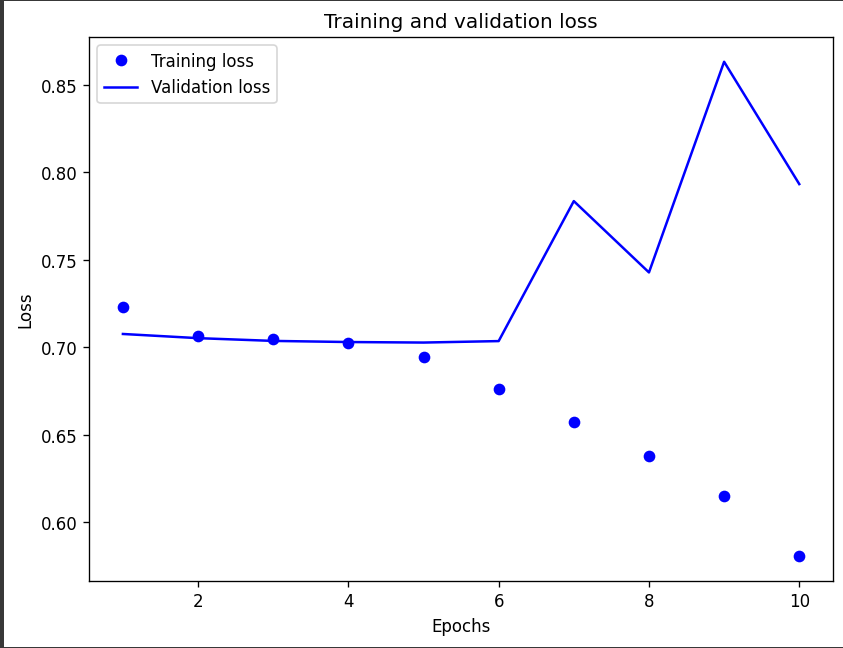 Training and validation loss
Training loss
Validation loss
0.85
0.80
0.75
0.70
0.65
0.60
Loss
2
4
6
8
10
Epochs